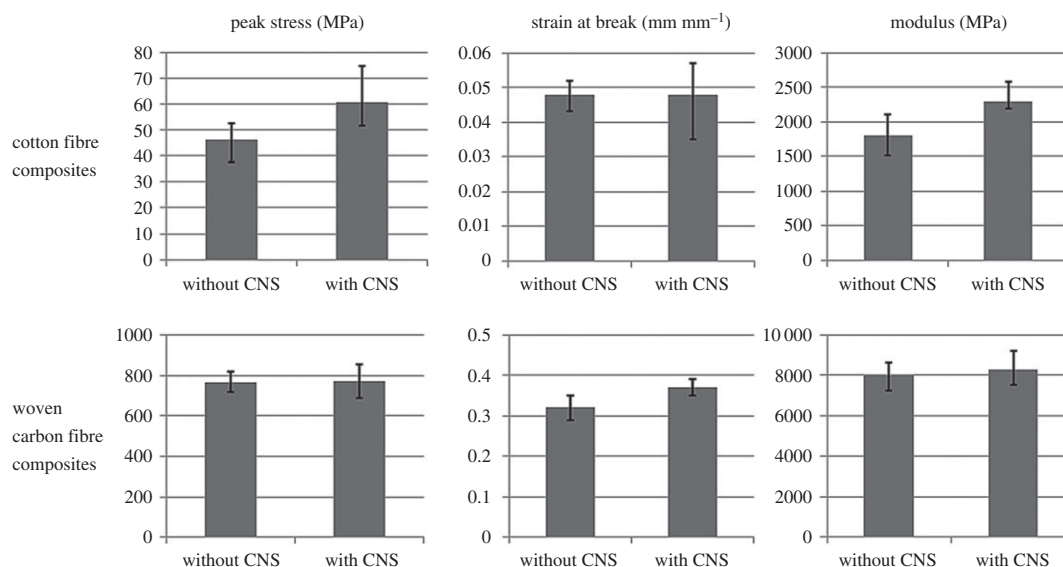 peak stress (MPa)
strain at break (mm mm–1)
modulus (MPa)
cotton fibre
composites
80
70
60
50
40
30
20
10
0
without CNS
with CNS
0.06
0.05
0.04
0.03
0.02
0.01
0
without CNS
with CNS
3000
2500
2000
1500
1000
500
0
without CNS
with CNS
woven
carbon fibre
composites
1000
800
600
400
200
0
without CNS
with CNS
0.5
0.4
0.3
0.2
0.1
0
without CNS
with CNS
10 000
8000
6000
4000
2000
0
without CNS
with CNS